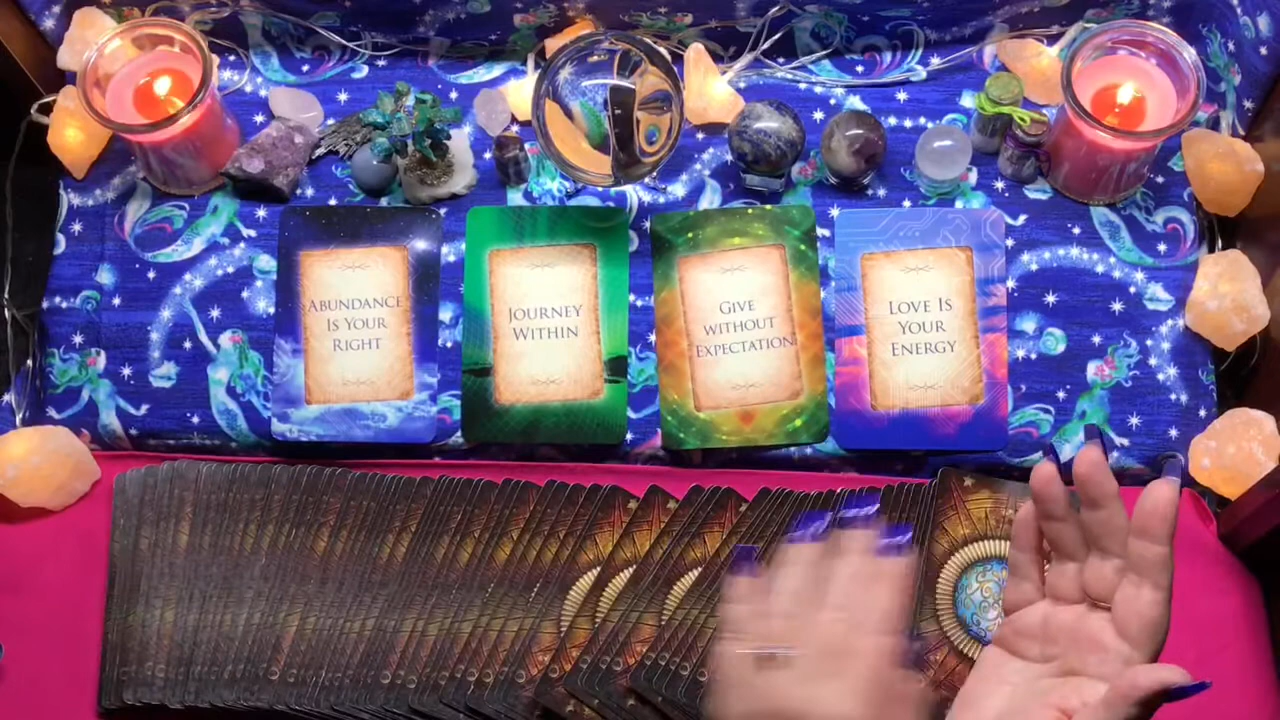 ABUNDANCE
IS YOUR
RIGHT
JOURNEY
WITHIN
GIVE
WITHOUT
EXPECTATION
LOVE IS
YOUR
ENERGY